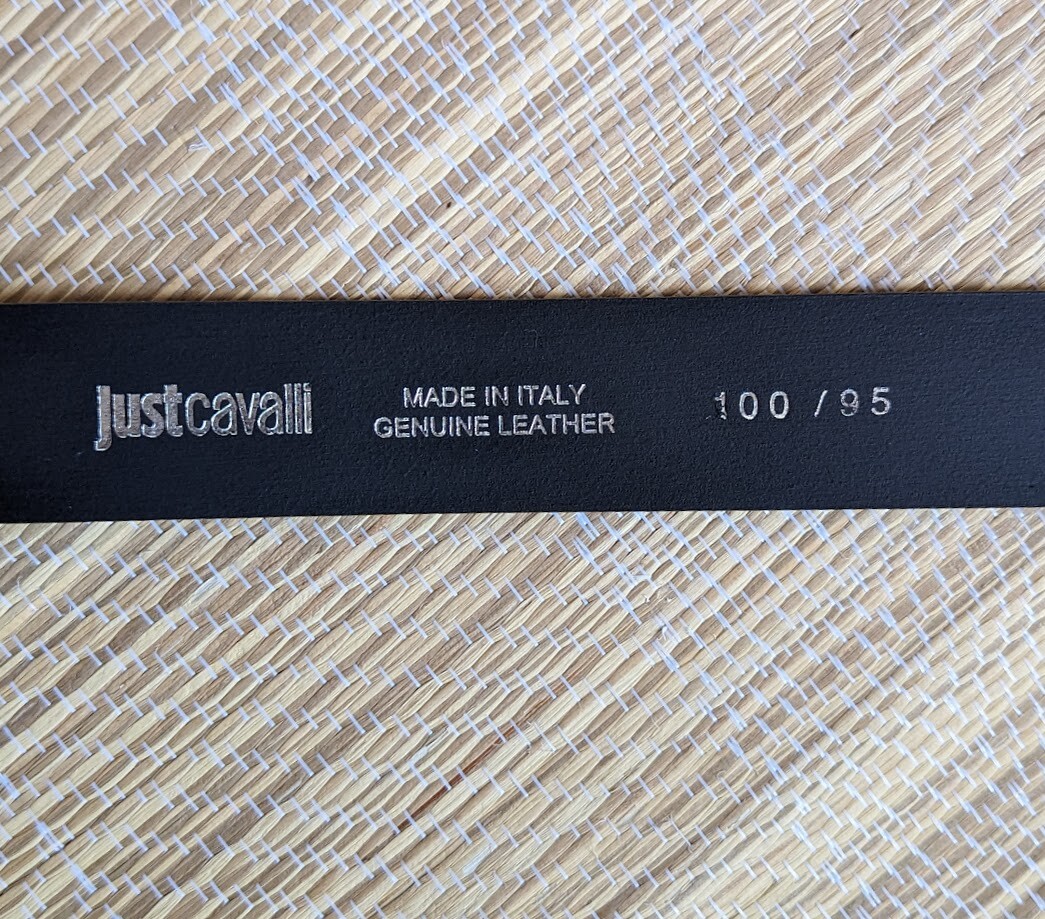 Justcavalli
MADE IN ITALY
GENUINE LEATHER
100 / 95